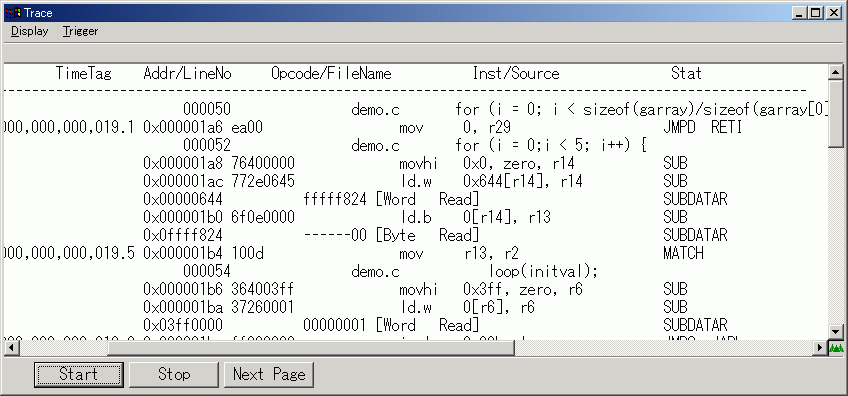 Trace
Display Trigger
TimeTag Addr/LineNo Opcode/FileName Inst/Source Stat
000050 demo.c for (i = 0; i < sizeof(garray)/sizeof(garray[0]
000,000,000,019.1 0x000001a6 ea00 mov 0, r29 JMPD RETI
000052 demo.c for (i = 0;i< 5; i++) {
0x000001a8 76400000 movhi 0x0, zero, r14 SUB
0x000001ac 772e0645 ld.w 0x644[r14], r14 SUB
0x00000644 fffff824 [Word Read] SUBDATAR
0x000001b0 6f0e0000 ld.b 0[r14], r13 SUB
0x0ffff824 ------00 [Byte Read] SUBDATAR
000,000,000,019.5 0x000001b4 100d mov r13, r2 MATCH
000054 demo.c loop(initval);
0x000001b6 364003ff movhi 0x3ff, zero, r6 SUB
0x000001ba 37260001 ld.w 0[r6], r6 SUB
0x03ff0000 00000001 [Word Read] SUBDATAR
Start Stop Next Page